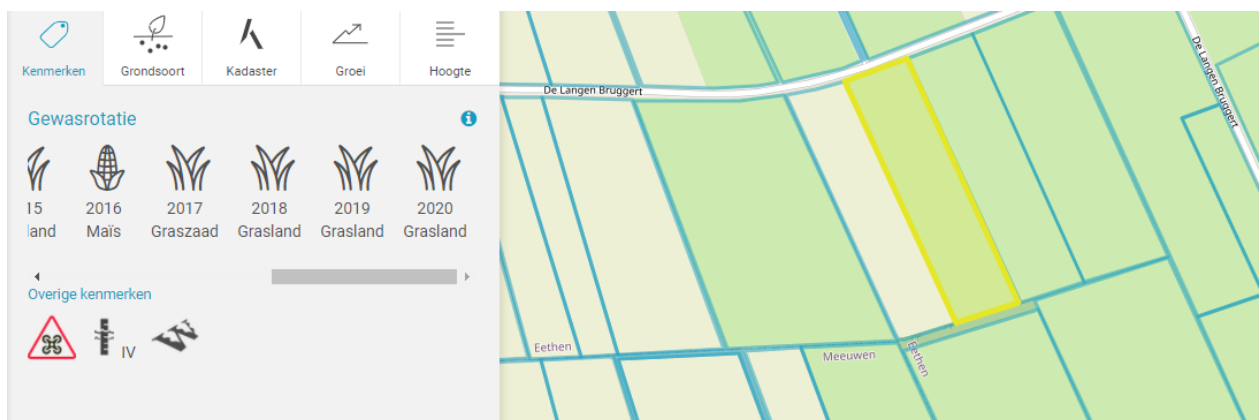 Kenmerken Grondsoort Kadaster Groei Hoogte
Gewasrotatie
15 2016 2017 2018 2019 2020
land Maïs Graszaad Grasland Grasland Grasland
Overige kenmerken
IV
De Langen Bruggert
De Langen Bruggert
Eethen
Meeuwen
Eethen